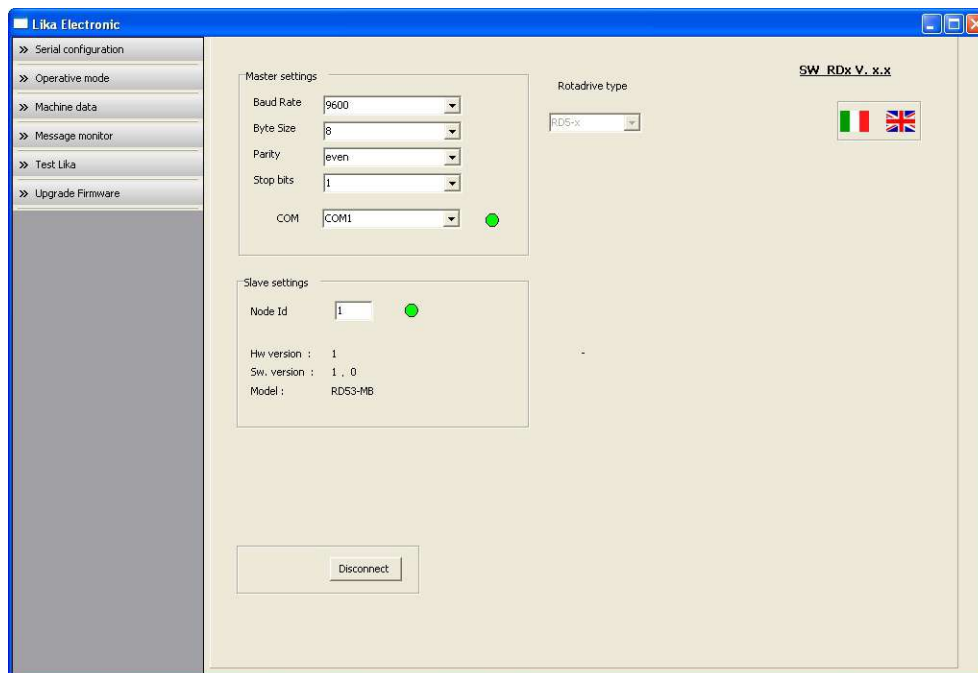 Lika Electronic
» Serial configuration
» Operative mode
» Machine data
» Message monitor
» Test Lika
» Upgrade Firmware
Master settings
Baud Rate 9600
Byte Size 8
Parity even
Stop bits 1
COM COM1
Rotadrive type
RD5-x
SW RDx V. x.x
Slave settings
Node Id 1
Hw version : 1
Sw. version : 1 , 0
Model : RD53-MB
-
Disconnect